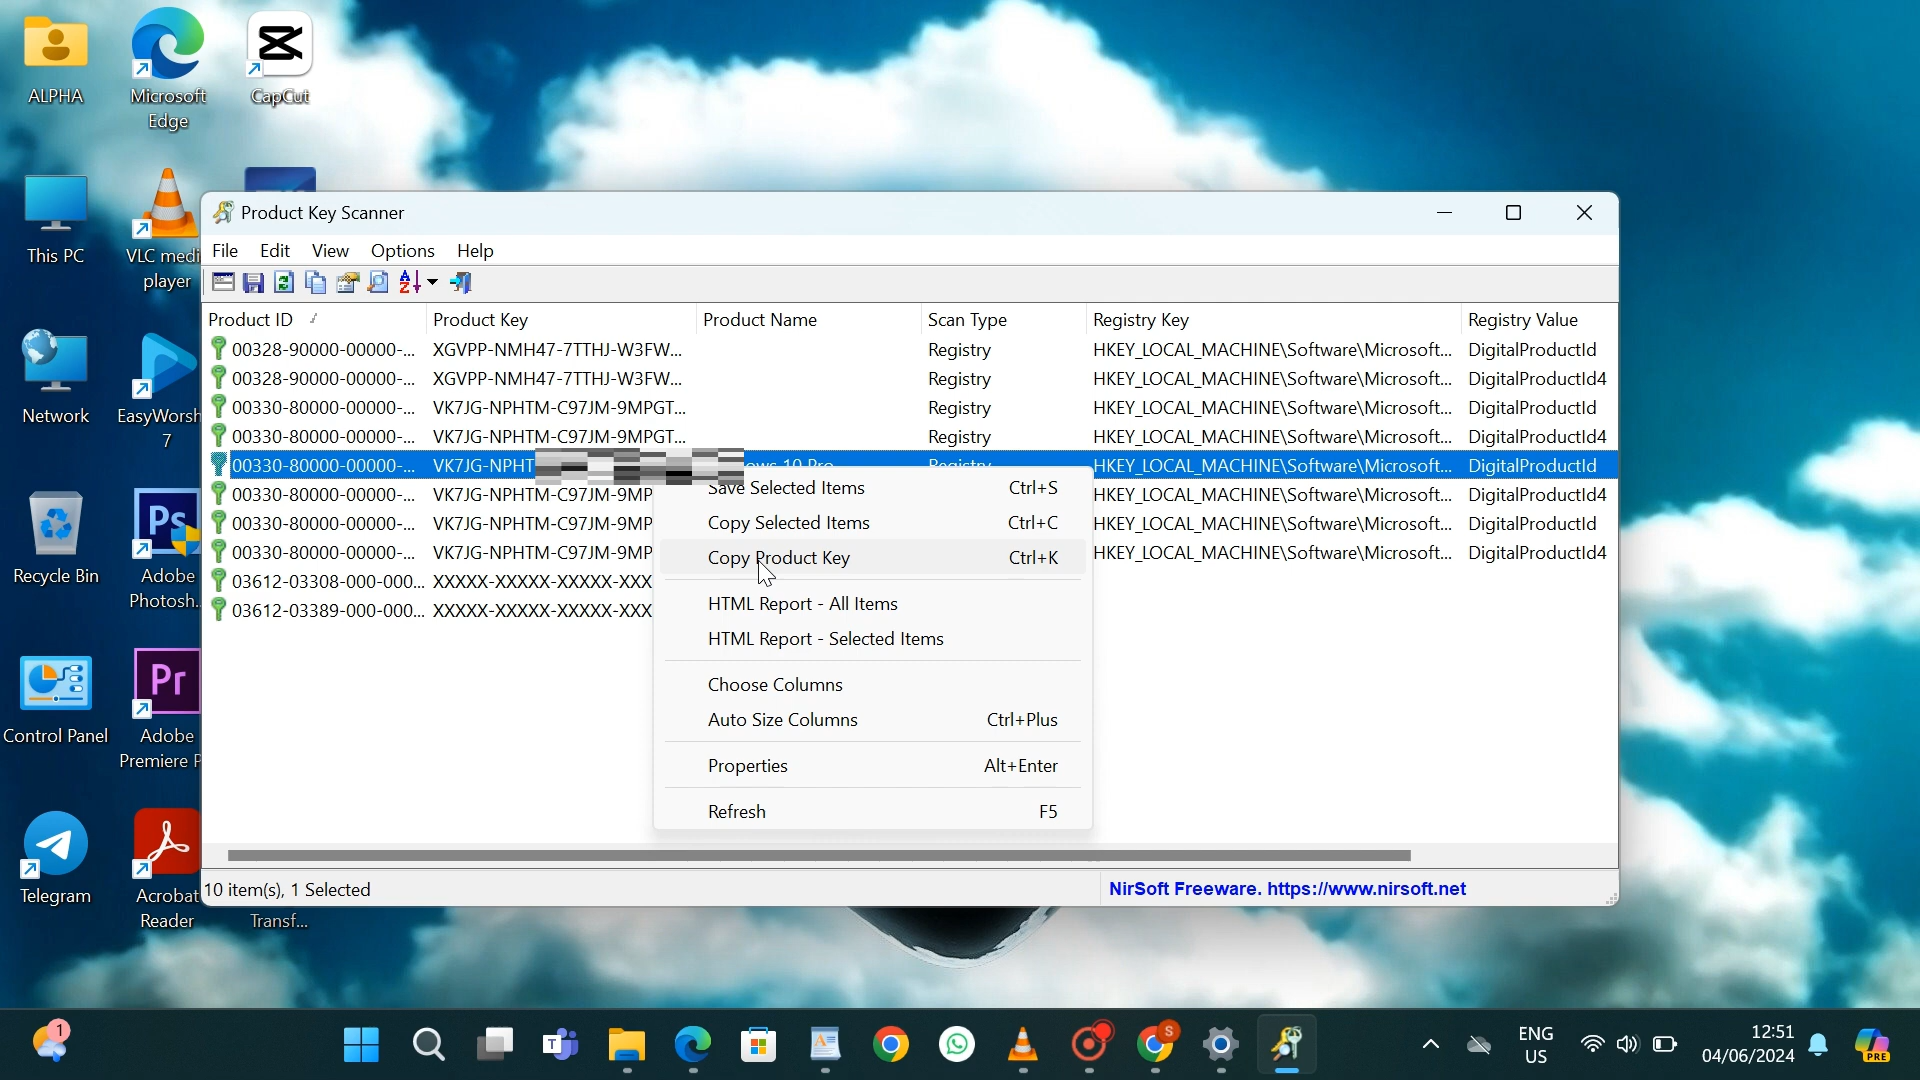 ALPHA
Microsoft
Edge
CapCut
This PC
VLC medi
player
Network
EasyWorsh
7
Recycle Bin
Ps
Adobe
Photosh...
Control Panel
Pr
Adobe
Premiere P
Telegram
Acrobat
Reader
Transf...
Product Key Scanner
File Edit View Options Help
Product ID Product Key Product Name Scan Type Registry Key Registry Value
00328-90000-00000-... XGVPP-NMH47-7TTHJ-W3FW... Registry HKEY_LOCAL_MACHINE\Software\Microsoft... DigitalProductId
00328-90000-00000-... XGVPP-NMH47-7TTHJ-W3FW... Registry HKEY_LOCAL_MACHINE\Software\Microsoft... DigitalProductId4
00330-80000-00000-... VK7JG-NPHTM-C97JM-9MPGT... Registry HKEY_LOCAL_MACHINE\Software\Microsoft... DigitalProductId
00330-80000-00000-... VK7JG-NPHTM-C97JM-9MPGT... Registry HKEY_LOCAL_MACHINE\Software\Microsoft... DigitalProductId4
00330-80000-00000-... VK7JG-NPHT ows 10 Pro Registry HKEY_LOCAL_MACHINE\Software\Microsoft... DigitalProductId
00330-80000-00000-... VK7JG-NPHTM-C97JM-9MP HKEY_LOCAL_MACHINE\Software\Microsoft... DigitalProductId4
00330-80000-00000-... VK7JG-NPHTM-C97JM-9MP HKEY_LOCAL_MACHINE\Software\Microsoft... DigitalProductId
00330-80000-00000-... VK7JG-NPHTM-C97JM-9MP HKEY_LOCAL_MACHINE\Software\Microsoft... DigitalProductId4
03612-03308-000-000... XXXXX-XXXXX-XXXXX-XXX
03612-03389-000-000... XXXXX-XXXXX-XXXXX-XXX
Save Selected Items Ctrl+S
Copy Selected Items Ctrl+C
Copy Product Key Ctrl+K
HTML Report - All Items
HTML Report - Selected Items
Choose Columns
Auto Size Columns Ctrl+Plus
Properties Alt+Enter
Refresh F5
10 item(s), 1 Selected
NirSoft Freeware. https://www.nirsoft.net
1
T
S
ENG
US
12:51
04/06/2024
PRE